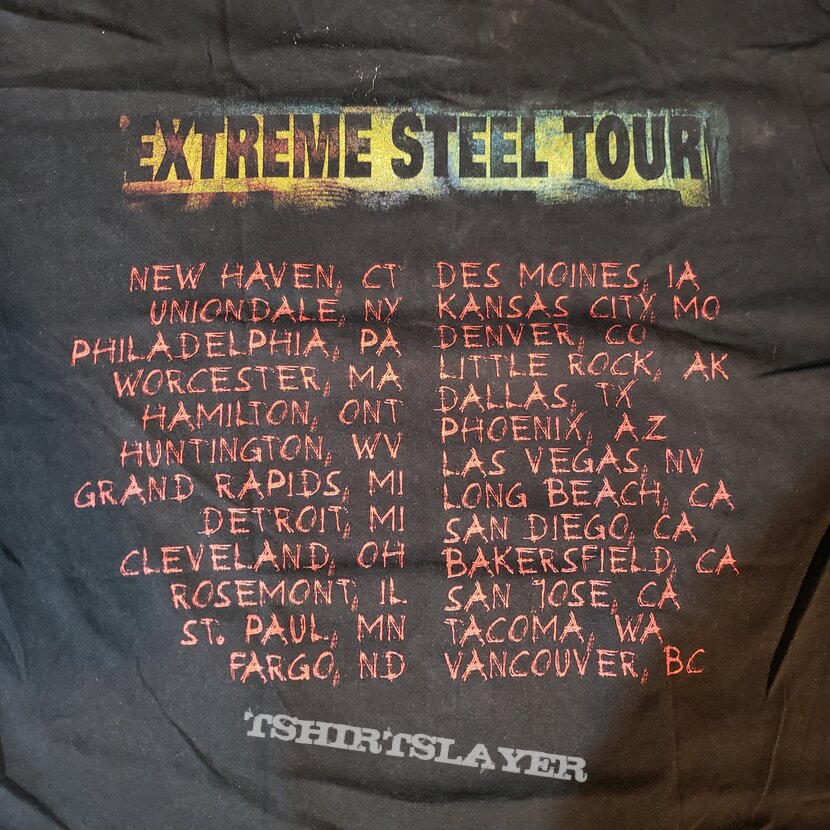 EXTREME STEEL TOUR
NEW HAVEN, CT
UNIONDALE, NY
PHILADELPHIA, PA
WORCESTER, MA
HAMILTON, ONT
HUNTINGTON, WV
GRAND RAPIDS, MI
DETROIT, MI
CLEVELAND, OH
ROSEMONT, IL
ST. PAUL, MN
FARGO, ND
DES MOINES, IA
KANSAS CITY, MO
DENVER, CO
LITTLE ROCK, AK
DALLAS, TX
PHOENIX, AZ
LAS VEGAS, NV
LONG BEACH, CA
SAN DIEGO, CA
BAKERSFIELD, CA
SAN JOSE, CA
TACOMA, WA
VANCOUVER, BC
TSHIRTSLAYER